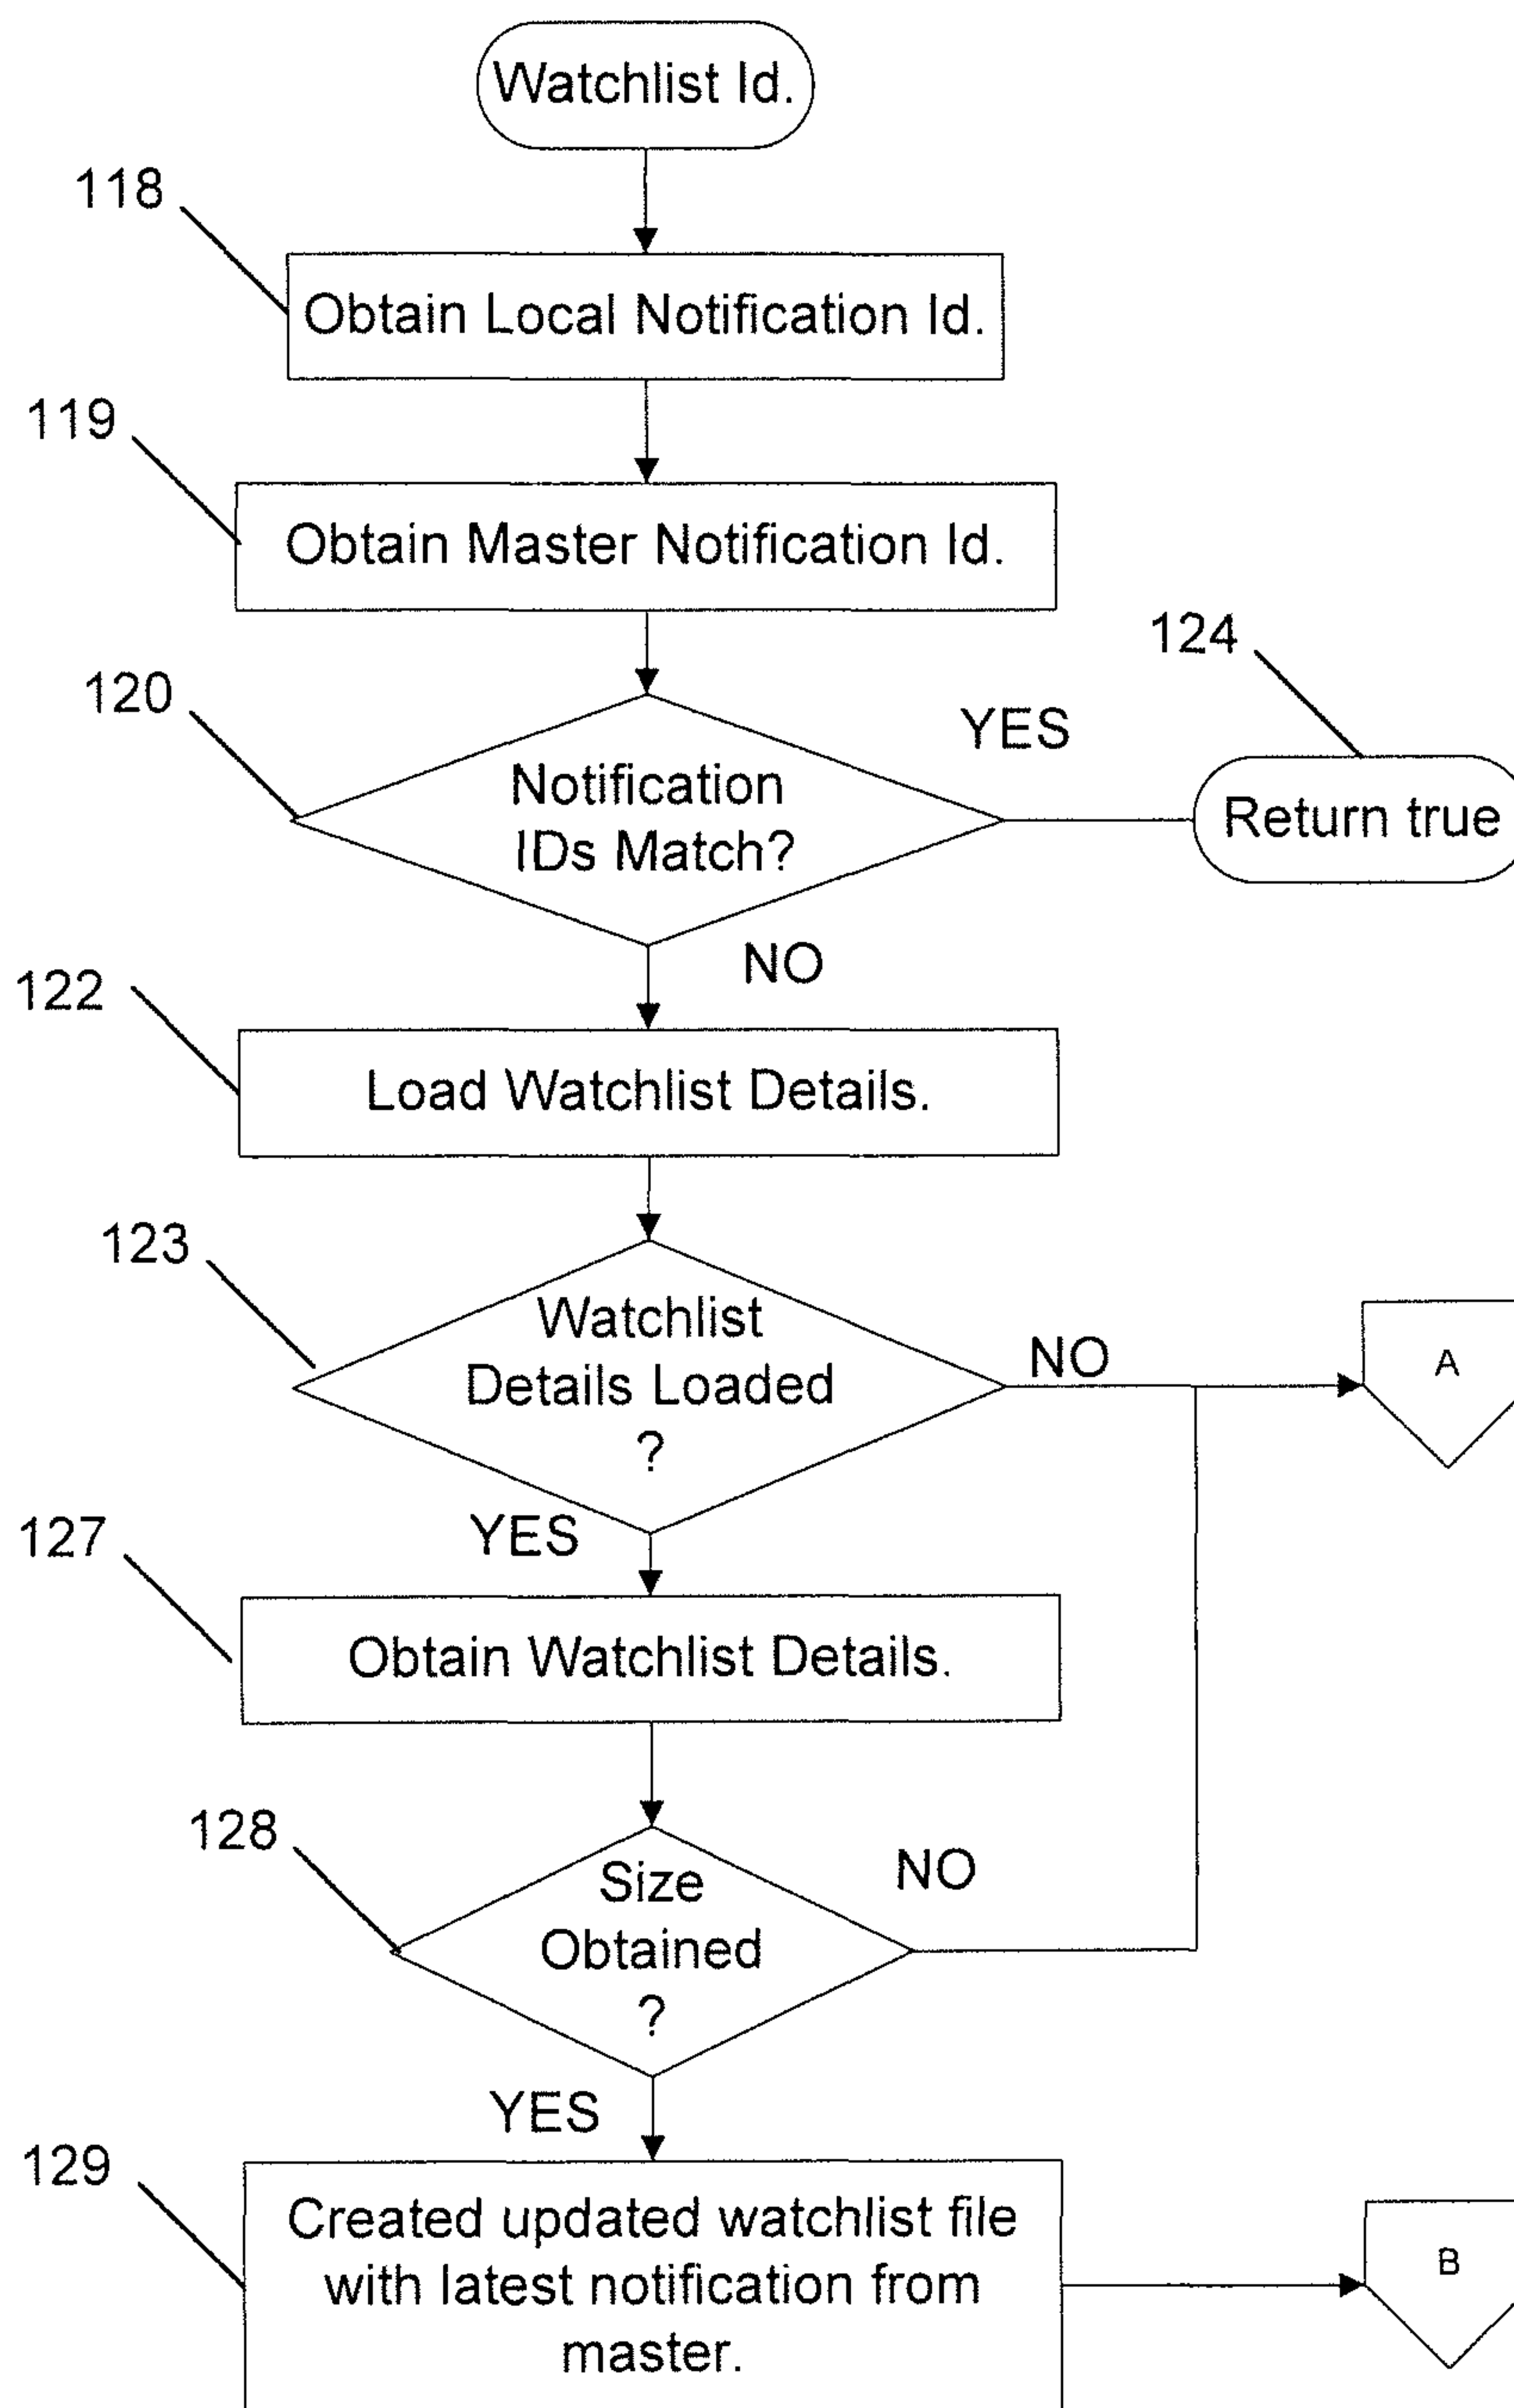 Watchlist Id.
118
Obtain Local Notification Id.
119
Obtain Master Notification Id.
120
124
YES
Notification
IDs Match?
Return true
NO
122
Load Watchlist Details.
123
Watchlist
Details Loaded
?
NO
A
YES
127
Obtain Watchlist Details.
128
Size
Obtained
?
NO
YES
129
Created updated watchlist file
with latest notification from
master.
B